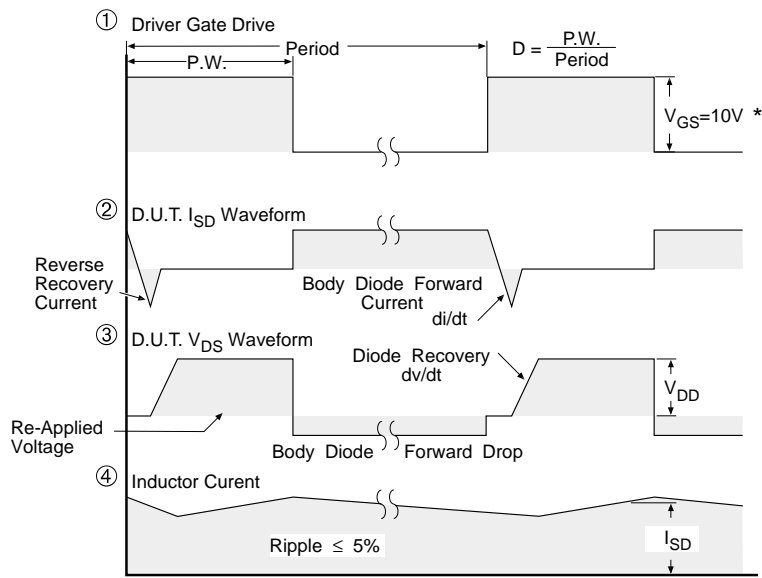 ① Driver Gate Drive
Period
P.W.
D = P.W. / Period
V_GS=10V *
② D.U.T. I_SD Waveform
Reverse
Recovery
Current
Body Diode Forward
Current
di/dt
③ D.U.T. V_DS Waveform
Diode Recovery
dv/dt
V_DD
Re-Applied
Voltage
Body Diode Forward Drop
④ Inductor Curent
Ripple ≤ 5%
I_SD